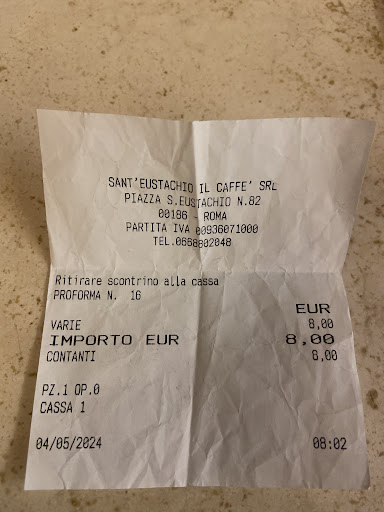 SANT'EUSTACHIO IL CAFFE' SRL
PIAZZA S.EUSTACHIO N.82
00186 - ROMA
PARTITA IVA 00936071000
TEL.0668802048
Ritirare scontrino alla cassa
PROFORMA N. 16
EUR
VARIE 8,00
IMPORTO EUR 8,00
CONTANTI 8,00
PZ.1 OP.0
CASSA 1
04/05/2024 08:02